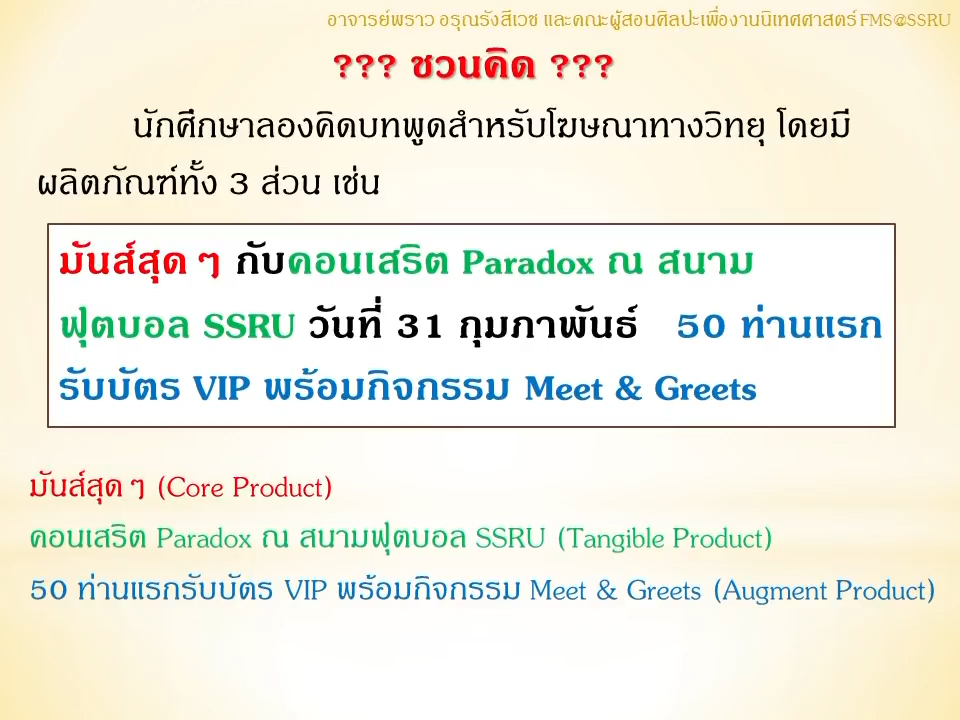 อาจารย์พราว อรุณรังสีเวช และคณะผู้สอนศิลปะเพื่องานนิเทศศาสตร์ FMS@SSRU
??? ชวนคิด ???
นักศึกษาลองคิดบทพูดสำหรับโฆษณาทางวิทยุ โดยมี
ผลิตภัณฑ์ทั้ง 3 ส่วน เช่น
มันส์สุด ๆ กับคอนเสริต Paradox ณ สนาม
ฟุตบอล SSRU วันที่ 31 กุมภาพันธ์ 50 ท่านแรก
รับบัตร VIP พร้อมกิจกรรม Meet & Greets
มันส์สุด ๆ (Core Product)
คอนเสริต Paradox ณ สนามฟุตบอล SSRU (Tangible Product)
50 ท่านแรกรับบัตร VIP พร้อมกิจกรรม Meet & Greets (Augment Product)